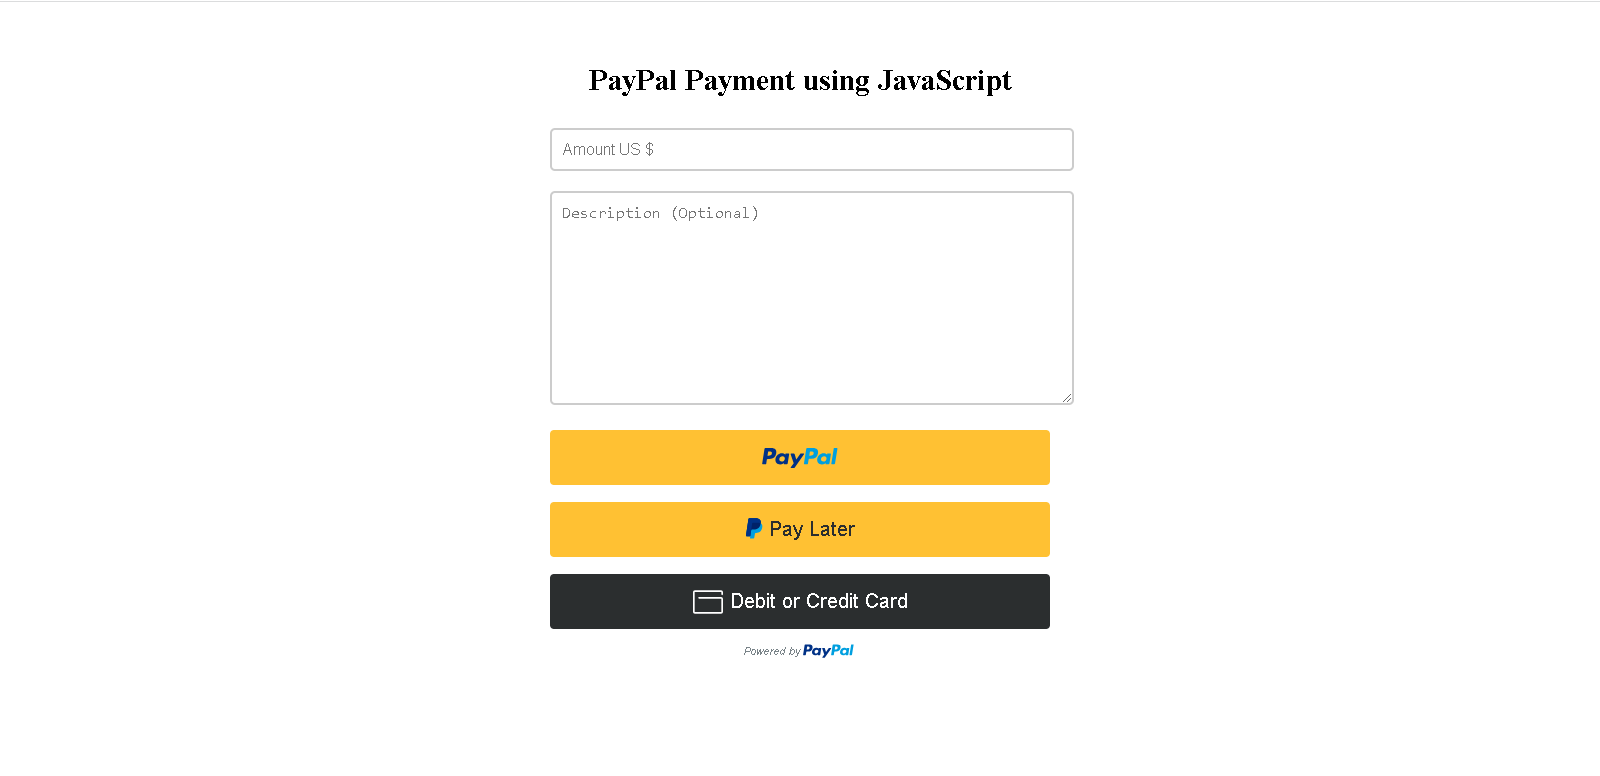 PayPal Payment using JavaScript
Amount US $
Description (Optional)
PayPal
Pay Later
Debit or Credit Card
Powered by PayPal